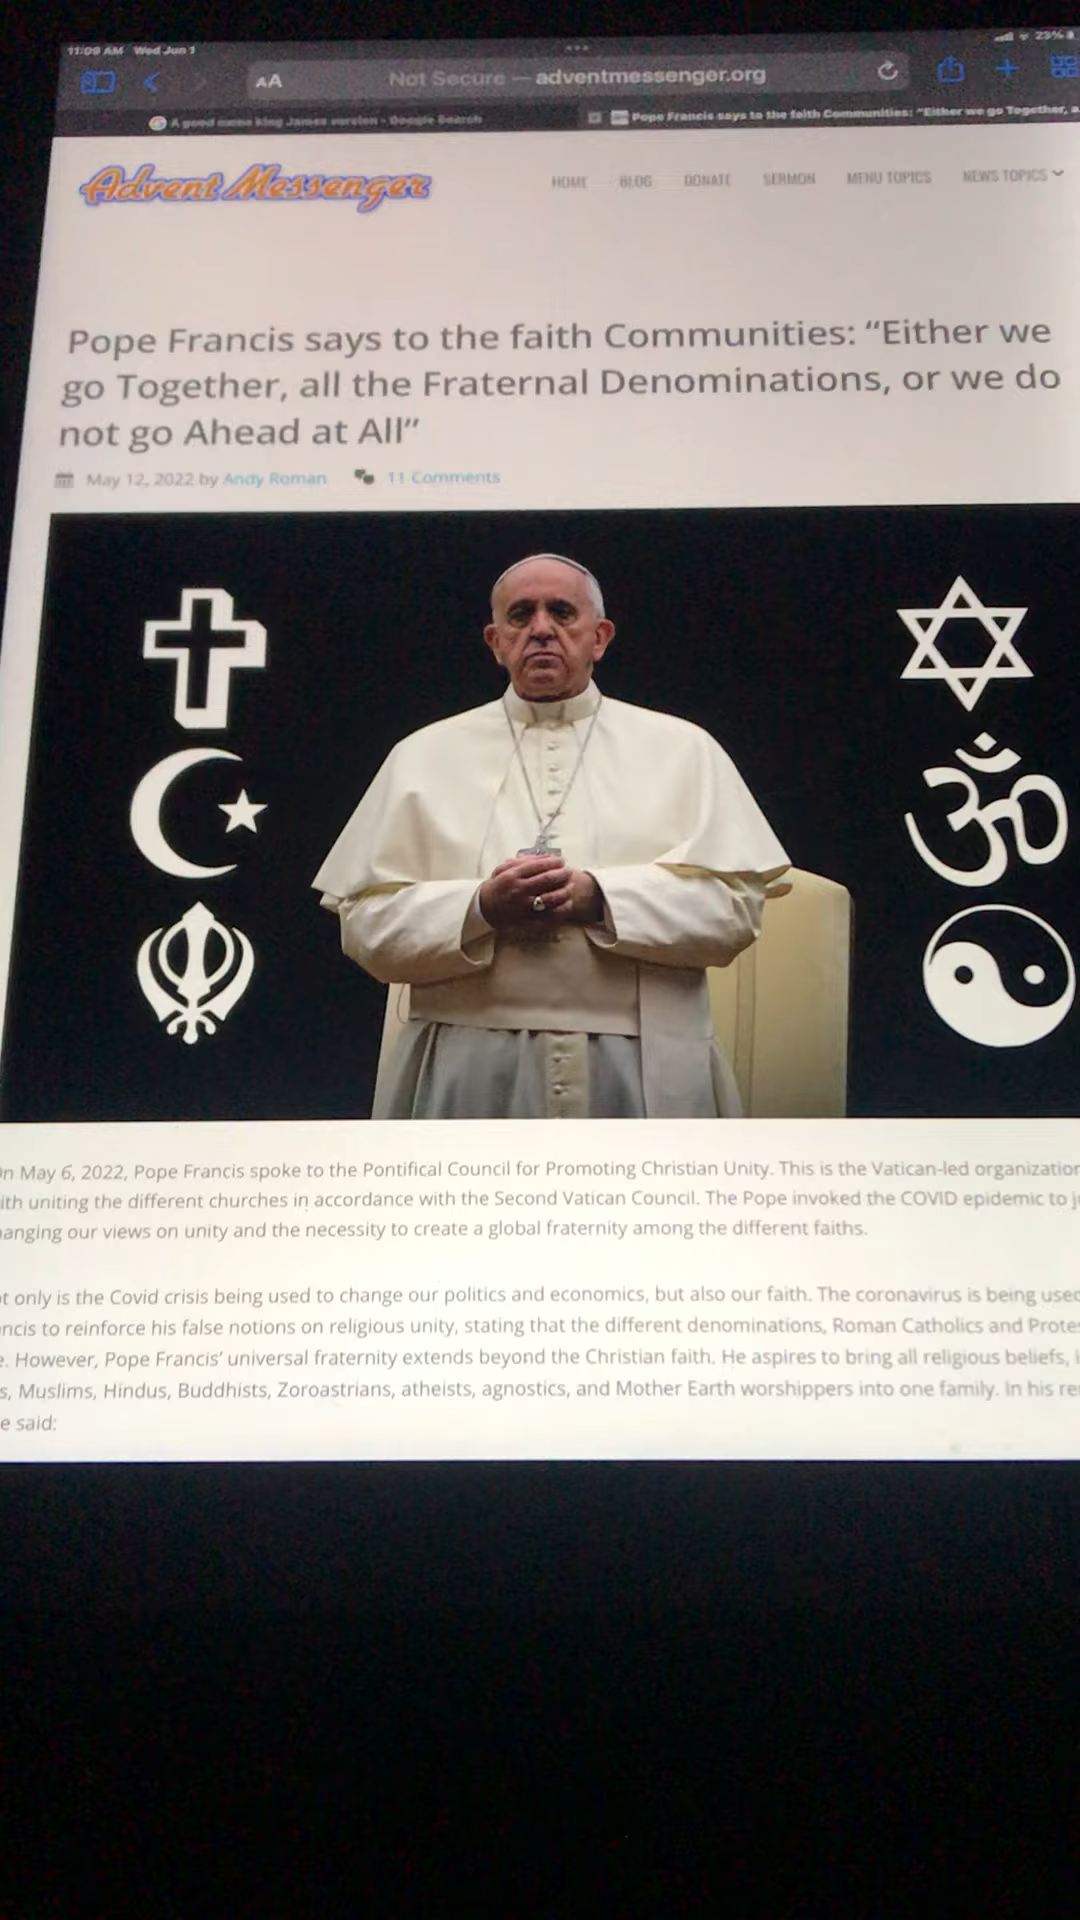 11:09 AM Wed Jun 1
23%
AA
Not Secure — adventmessenger.org
A good name king James version - Google Search
Pope Francis says to the faith Communities: "Either we go Together, a
Advent Messenger
HOME BLOG DONATE SERMON MENU TOPICS NEWS TOPICS
Pope Francis says to the faith Communities: “Either we
go Together, all the Fraternal Denominations, or we do
not go Ahead at All”
May 12, 2022 by Andy Roman 11 Comments
On May 6, 2022, Pope Francis spoke to the Pontifical Council for Promoting Christian Unity. This is the Vatican-led organization
ith uniting the different churches in accordance with the Second Vatican Council. The Pope invoked the COVID epidemic to ju
hanging our views on unity and the necessity to create a global fraternity among the different faiths.
ot only is the Covid crisis being used to change our politics and economics, but also our faith. The coronavirus is being used
ncis to reinforce his false notions on religious unity, stating that the different denominations, Roman Catholics and Protes
e. However, Pope Francis’ universal fraternity extends beyond the Christian faith. He aspires to bring all religious beliefs, i
s, Muslims, Hindus, Buddhists, Zoroastrians, atheists, agnostics, and Mother Earth worshippers into one family. In his re
e said: